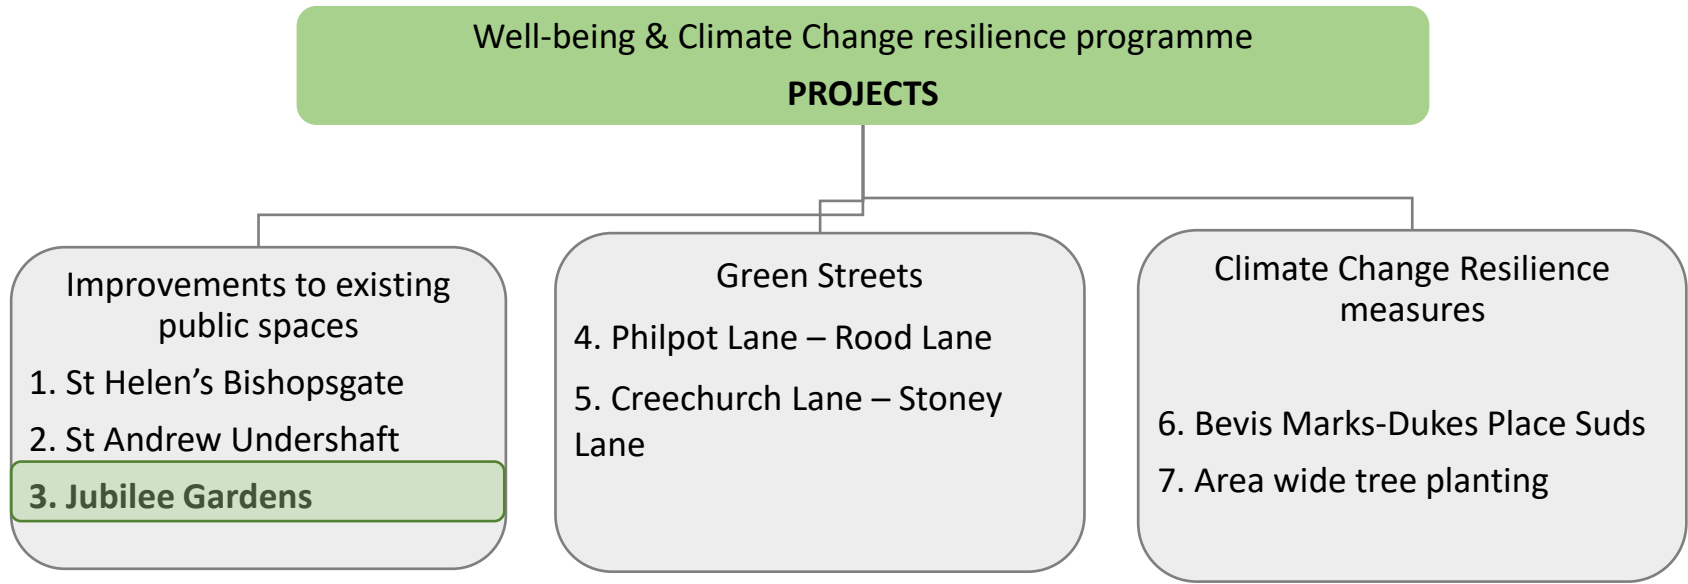 Well-being & Climate Change resilience programme
PROJECTS
Improvements to existing
public spaces
1. St Helen’s Bishopsgate
2. St Andrew Undershaft
3. Jubilee Gardens
Green Streets
4. Philpot Lane – Rood Lane
5. Creechurch Lane – Stoney
Lane
Climate Change Resilience
measures
6. Bevis Marks-Dukes Place Suds
7. Area wide tree planting